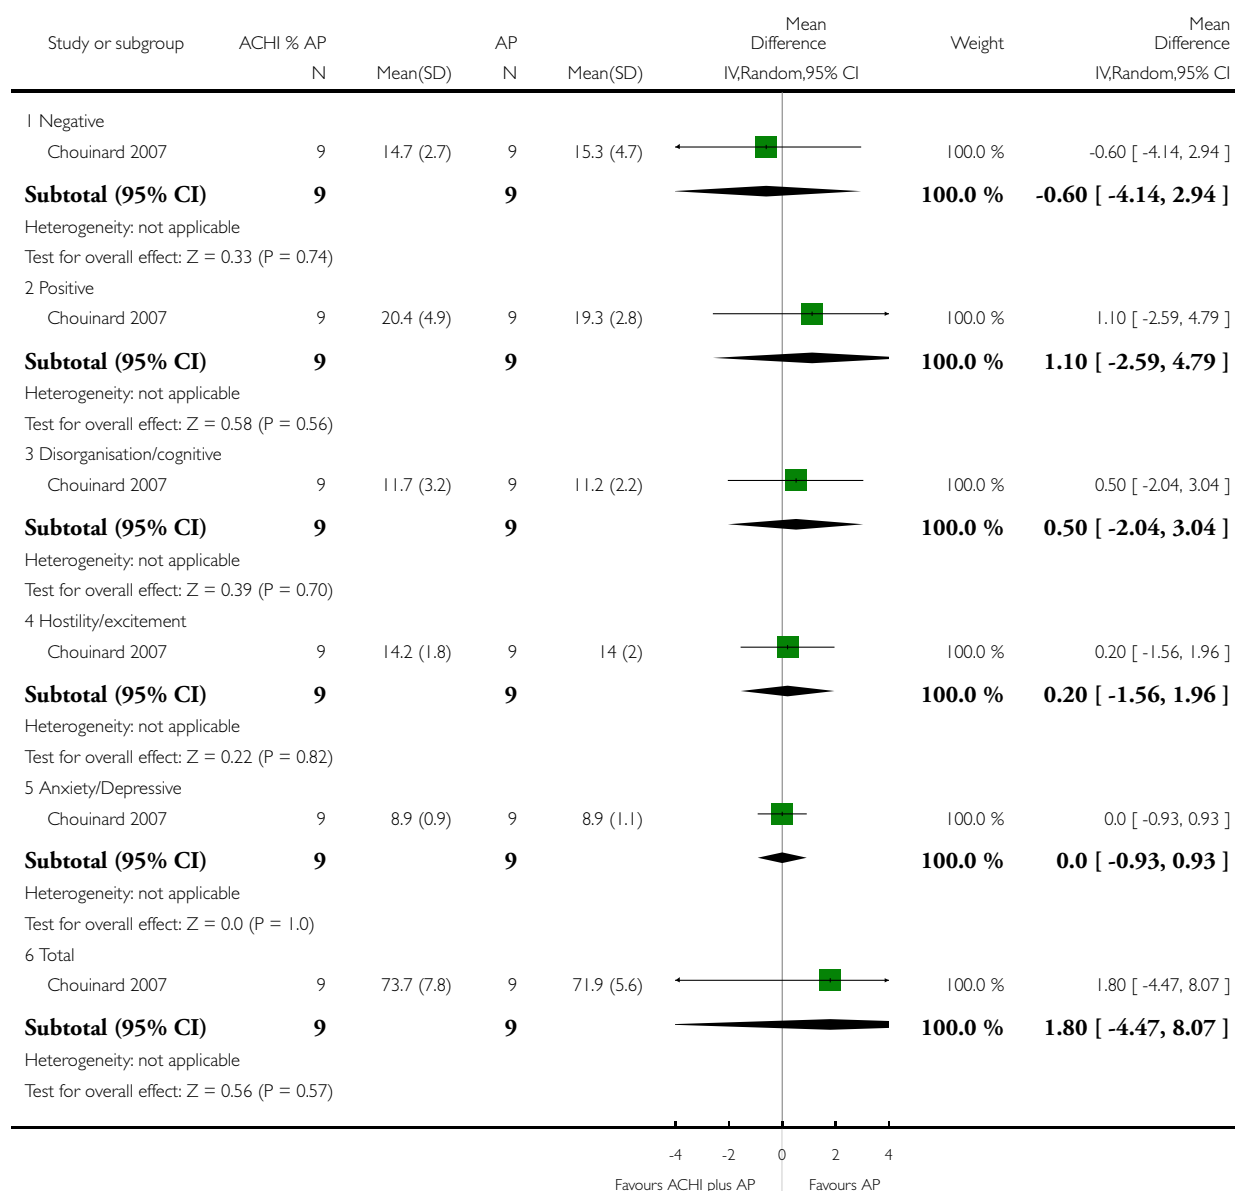 Study or subgroup ACHI % AP AP Mean Difference Weight Mean Difference
N Mean(SD) N Mean(SD) IV,Random,95% CI IV,Random,95% CI
1 Negative
Chouinard 2007 9 14.7 (2.7) 9 15.3 (4.7) 100.0 % -0.60 [ -4.14, 2.94 ]
Subtotal (95% CI) 9 9 100.0 % -0.60 [ -4.14, 2.94 ]
Heterogeneity: not applicable
Test for overall effect: Z = 0.33 (P = 0.74)
2 Positive
Chouinard 2007 9 20.4 (4.9) 9 19.3 (2.8) 100.0 % 1.10 [ -2.59, 4.79 ]
Subtotal (95% CI) 9 9 100.0 % 1.10 [ -2.59, 4.79 ]
Heterogeneity: not applicable
Test for overall effect: Z = 0.58 (P = 0.56)
3 Disorganisation/cognitive
Chouinard 2007 9 11.7 (3.2) 9 11.2 (2.2) 100.0 % 0.50 [ -2.04, 3.04 ]
Subtotal (95% CI) 9 9 100.0 % 0.50 [ -2.04, 3.04 ]
Heterogeneity: not applicable
Test for overall effect: Z = 0.39 (P = 0.70)
4 Hostility/excitement
Chouinard 2007 9 14.2 (1.8) 9 14 (2) 100.0 % 0.20 [ -1.56, 1.96 ]
Subtotal (95% CI) 9 9 100.0 % 0.20 [ -1.56, 1.96 ]
Heterogeneity: not applicable
Test for overall effect: Z = 0.22 (P = 0.82)
5 Anxiety/Depressive
Chouinard 2007 9 8.9 (0.9) 9 8.9 (1.1) 100.0 % 0.0 [ -0.93, 0.93 ]
Subtotal (95% CI) 9 9 100.0 % 0.0 [ -0.93, 0.93 ]
Heterogeneity: not applicable
Test for overall effect: Z = 0.0 (P = 1.0)
6 Total
Chouinard 2007 9 73.7 (7.8) 9 71.9 (5.6) 100.0 % 1.80 [ -4.47, 8.07 ]
Subtotal (95% CI) 9 9 100.0 % 1.80 [ -4.47, 8.07 ]
Heterogeneity: not applicable
Test for overall effect: Z = 0.56 (P = 0.57)
-4 -2 0 2 4
Favours ACHI plus AP Favours AP